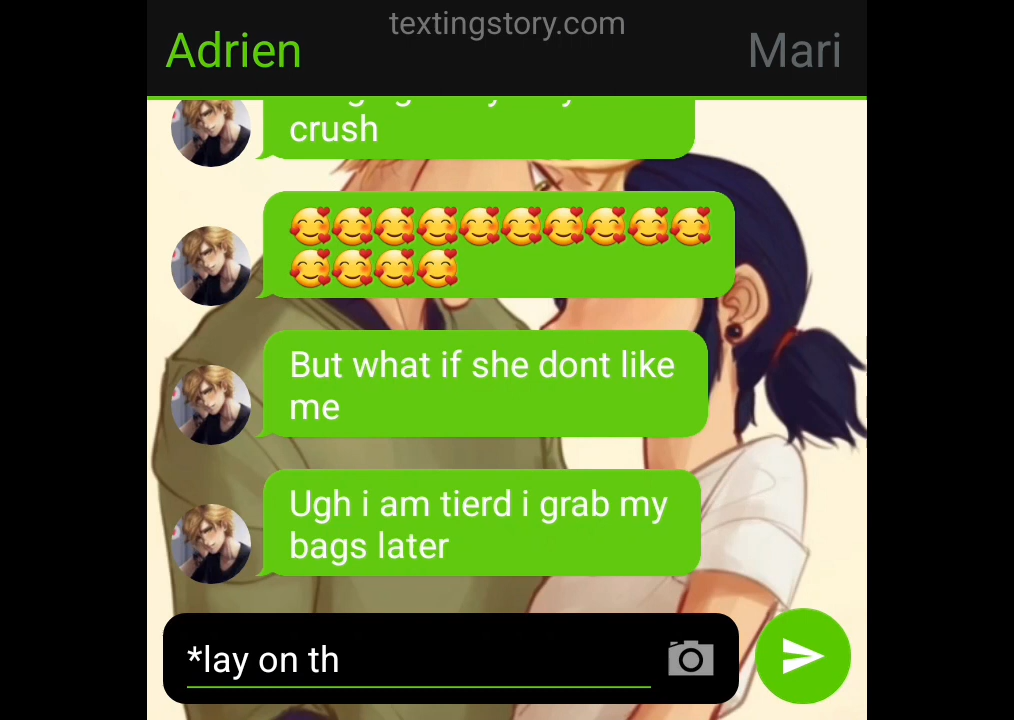 textingstory.com
Adrien
Mari
crush
🥰🥰🥰🥰🥰🥰🥰🥰🥰🥰
🥰🥰🥰🥰
But what if she dont like
me
Ugh i am tierd i grab my
bags later
*lay on th